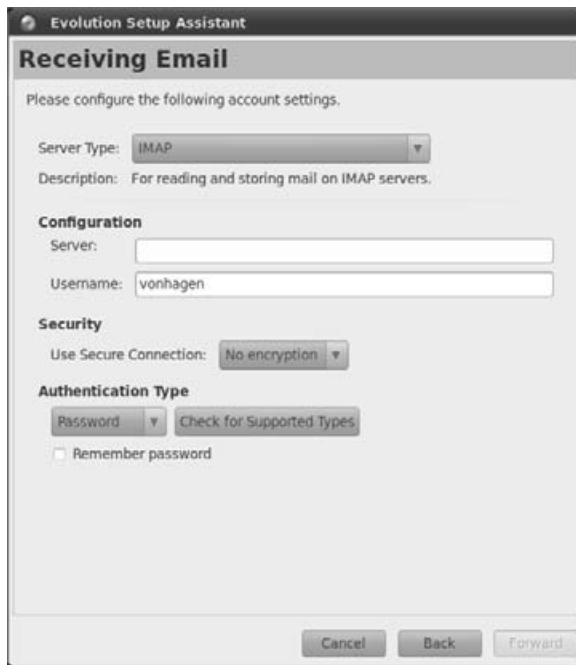 Evolution Setup Assistant
Receiving Email
Please configure the following account settings.
Server Type: IMAP
Description: For reading and storing mail on IMAP servers.
Configuration
Server:
Username: vonhagen
Security
Use Secure Connection: No encryption
Authentication Type
Password Check for Supported Types
Remember password
Cancel Back Forward